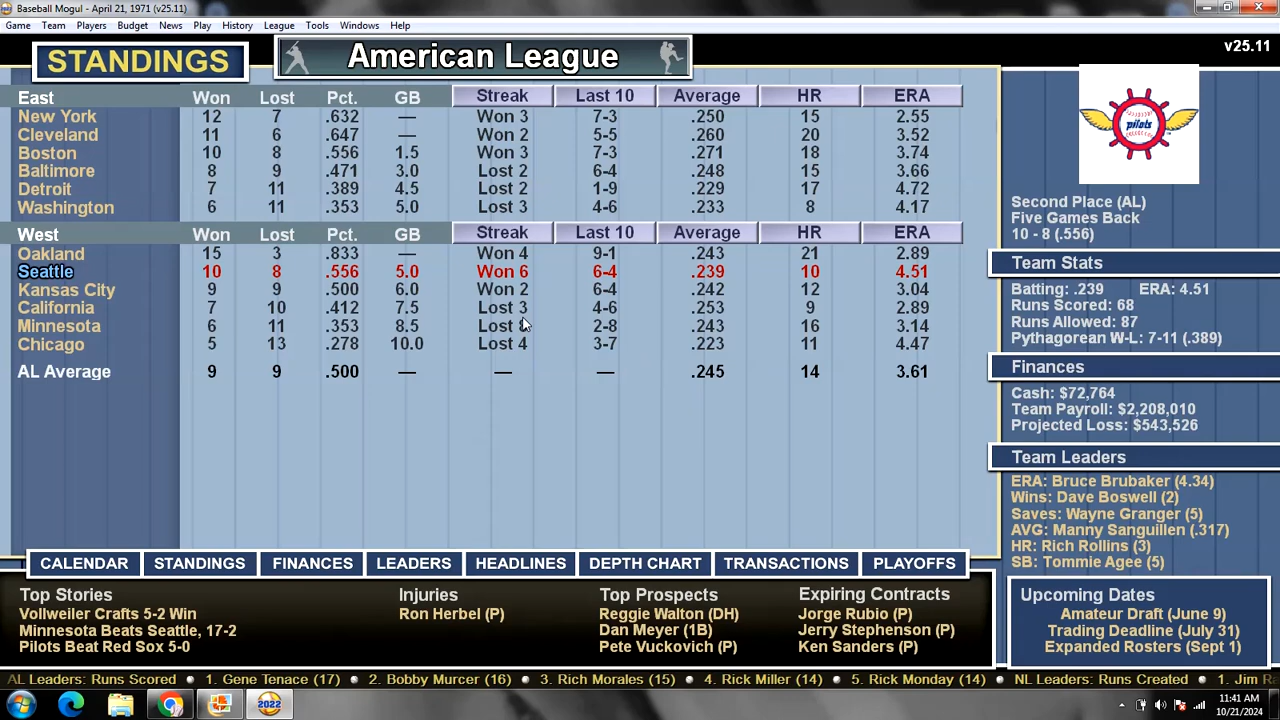 Baseball Mogul - April 21, 1971 (v25.11)
Game Team Players Budget News Play History League Tools Windows Help
STANDINGS American League v25.11
East Won Lost Pct. GB Streak Last 10 Average HR ERA
New York 12 7 .632 — Won 3 7-3 .250 15 2.55
Cleveland 11 6 .647 — Won 2 5-5 .260 20 3.52
Boston 10 8 .556 1.5 Won 3 7-3 .271 18 3.74
Baltimore 8 9 .471 3.0 Lost 2 6-4 .248 15 3.66
Detroit 7 11 .389 4.5 Lost 2 1-9 .229 17 4.72
Washington 6 11 .353 5.0 Lost 3 4-6 .233 8 4.17
West Won Lost Pct. GB Streak Last 10 Average HR ERA
Oakland 15 3 .833 — Won 4 9-1 .243 21 2.89
Seattle 10 8 .556 5.0 Won 6 6-4 .239 10 4.51
Kansas City 9 9 .500 6.0 Won 2 6-4 .242 12 3.04
California 7 10 .412 7.5 Lost 3 4-6 .253 9 2.89
Minnesota 6 11 .353 8.5 Lost 2-8 .243 16 3.14
Chicago 5 13 .278 10.0 Lost 4 3-7 .223 11 4.47
AL Average 9 9 .500 — — — .245 14 3.61
pilots
Second Place (AL)
Five Games Back
10 - 8 (.556)
Team Stats
Batting: .239 ERA: 4.51
Runs Scored: 68
Runs Allowed: 87
Pythagorean W-L: 7-11 (.389)
Finances
Cash: $72,764
Team Payroll: $2,208,010
Projected Loss: $543,526
Team Leaders
ERA: Bruce Brubaker (4.34)
Wins: Dave Boswell (2)
Saves: Wayne Granger (5)
AVG: Manny Sanguillen (.317)
HR: Rich Rollins (3)
SB: Tommie Agee (5)
CALENDAR STANDINGS FINANCES LEADERS HEADLINES DEPTH CHART TRANSACTIONS PLAYOFFS
Top Stories
Vollweiler Crafts 5-2 Win
Minnesota Beats Seattle, 17-2
Pilots Beat Red Sox 5-0
Injuries
Ron Herbel (P)
Top Prospects
Reggie Walton (DH)
Dan Meyer (1B)
Pete Vuckovich (P)
Expiring Contracts
Jorge Rubio (P)
Jerry Stephenson (P)
Ken Sanders (P)
Upcoming Dates
Amateur Draft (June 9)
Trading Deadline (July 31)
Expanded Rosters (Sept 1)
AL Leaders: Runs Scored • 1. Gene Tenace (17) • 2. Bobby Murcer (16) • 3. Rich Morales (15) • 4. Rick Miller (14) • 5. Rick Monday (14) • NL Leaders: Runs Created • 1. Jim
2022
11:41 AM
10/21/2024